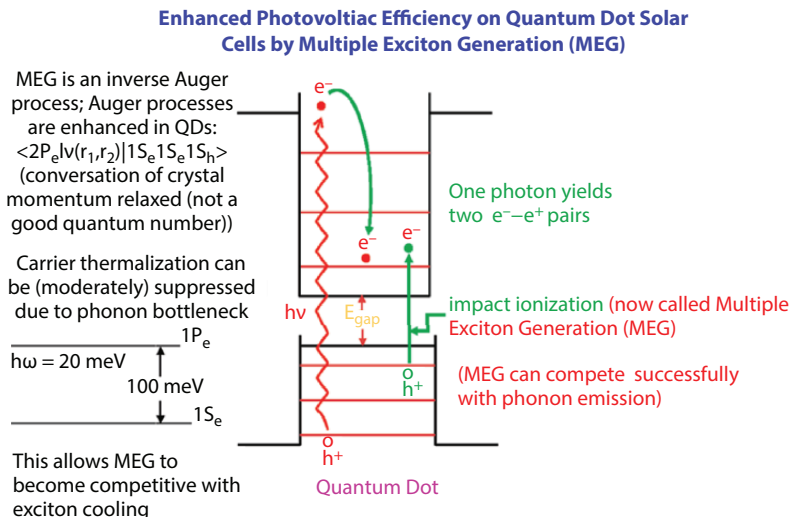 Enhanced Photovoltiac Efficiency on Quantum Dot Solar
Cells by Multiple Exciton Generation (MEG)
MEG is an inverse Auger
process; Auger processes
are enhanced in QDs:
<2Pₑlν(r₁,r₂)|1Sₑ1Sₑ1Sₕ>
(conversation of crystal
momentum relaxed (not a
good quantum number))
Carrier thermalization can
be (moderately) suppressed
due to phonon bottleneck
1Pₑ
hω = 20 meV
100 meV
1Sₑ
This allows MEG to
become competitive with
exciton cooling
e⁻
e⁻
e⁻
hν
E_gap
o
h⁺
o
h⁺
Quantum Dot
One photon yields
two e⁻–e⁺ pairs
impact ionization (now called Multiple
Exciton Generation (MEG)
(MEG can compete successfully
with phonon emission)